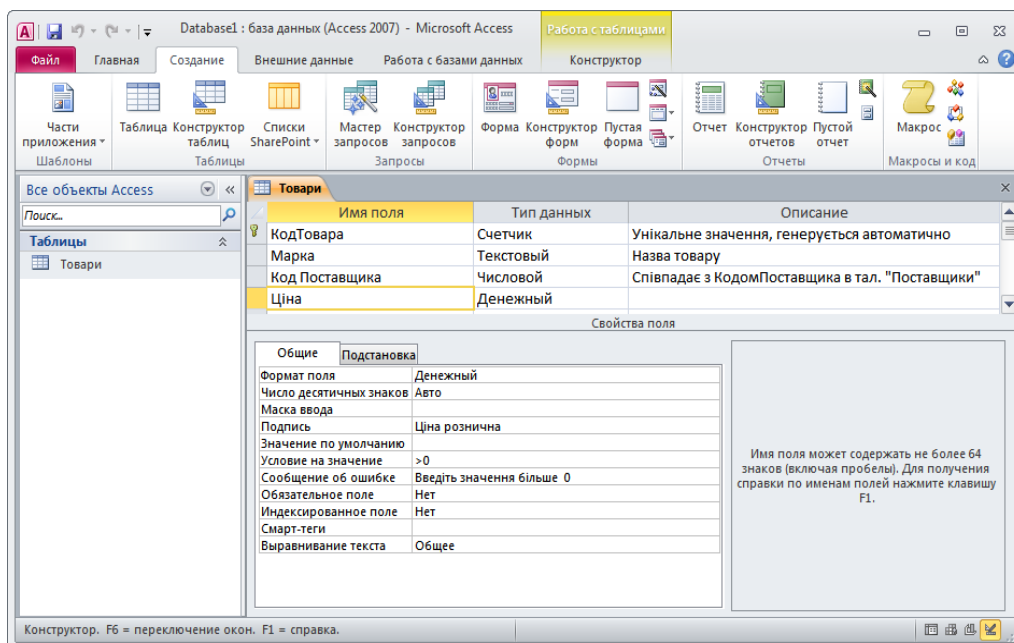 Database1 : база данных (Access 2007) - Microsoft Access
Работа с таблицами
Файл Главная Создание Внешние данные Работа с базами данных Конструктор
Части приложения
Таблица
Конструктор таблиц
Списки SharePoint
Мастер запросов
Конструктор запросов
Форма
Конструктор форм
Пустая форма
Отчет
Конструктор отчетов
Пустой отчет
Макрос
Шаблоны Таблицы Запросы Формы Отчеты Макросы и код
Все объекты Access
Поиск...
Таблицы
Товари
Товари
Имя поля Тип данных Описание
КодТовара Счетчик Унікальне значення, генерується автоматично
Марка Текстовый Назва товару
Код Поставщика Числовой Співпадає з КодомПоставщика в тал. "Поставщики"
Ціна Денежный
Свойства поля
Общие Подстановка
Формат поля Денежный
Число десятичных знаков Авто
Маска ввода
Подпись Ціна рознична
Значение по умолчанию
Условие на значение >0
Сообщение об ошибке Введіть значення більше 0
Обязательное поле Нет
Индексированное поле Нет
Смарт-теги
Выравнивание текста Общее
Имя поля может содержать не более 64
знаков (включая пробелы). Для получения
справки по именам полей нажмите клавишу
F1.
Конструктор. F6 = переключение окон. F1 = справка.